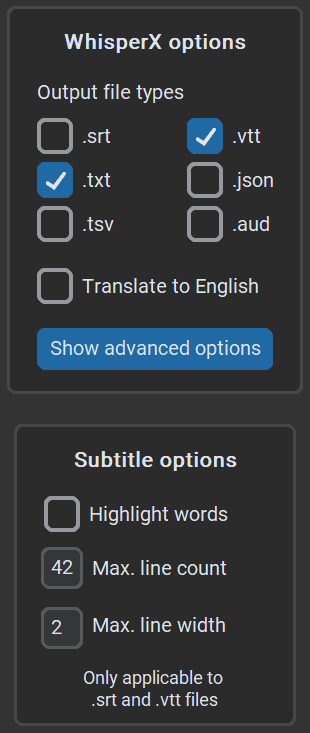 WhisperX options
Output file types
.srt .vtt
.txt .json
.tsv .aud
Translate to English
Show advanced options
Subtitle options
Highlight words
42 Max. line count
2 Max. line width
Only applicable to
.srt and .vtt files